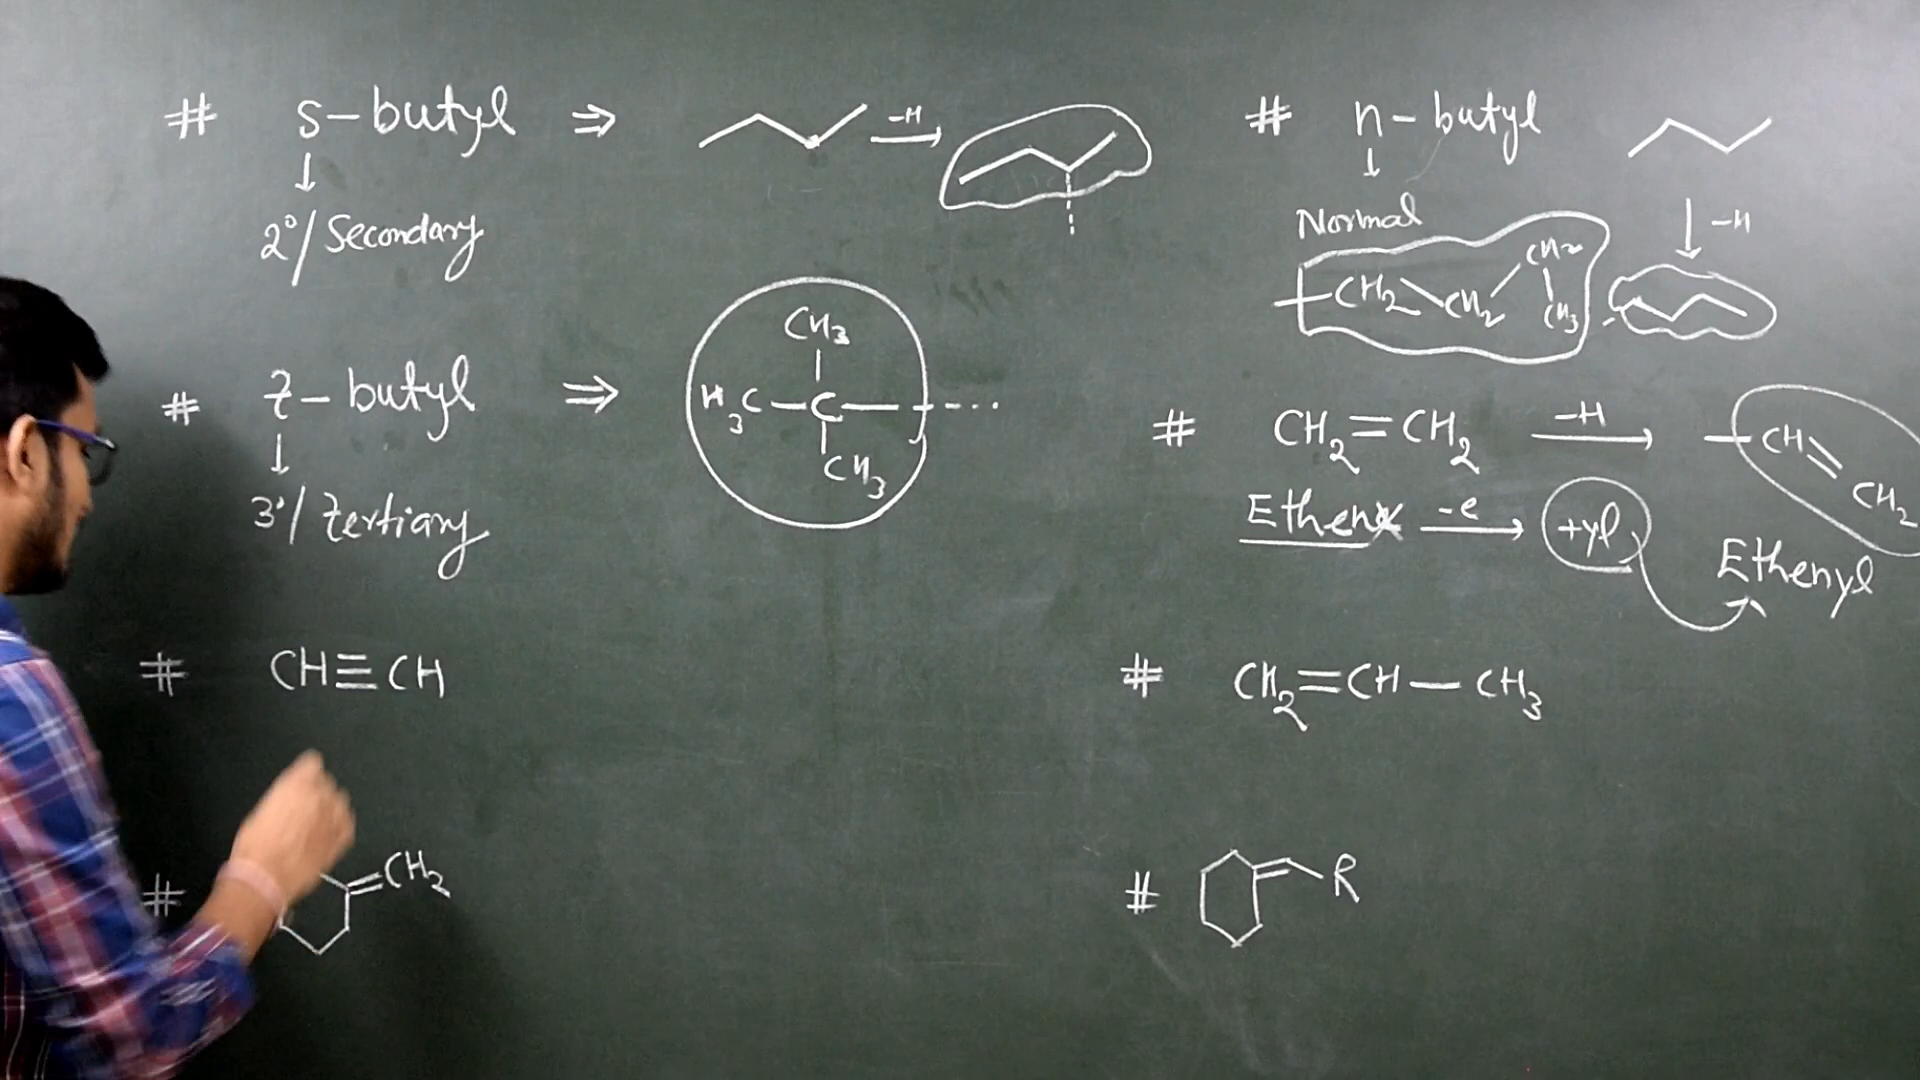 # s-butyl ⇒ -H →
↓
2°/Secondary
# t-butyl ⇒
↓
3°/tertiary
CH3
H3C-C-
CH3
# CH≡CH
# =CH2
# n-butyl
↓
Normal
↓ -H
-CH2 CH2 CH2 CH3
# CH2=CH2 -H → -CH=CH2
Ethene -e → +yl Ethenyl
# CH2=CH-CH3
# R